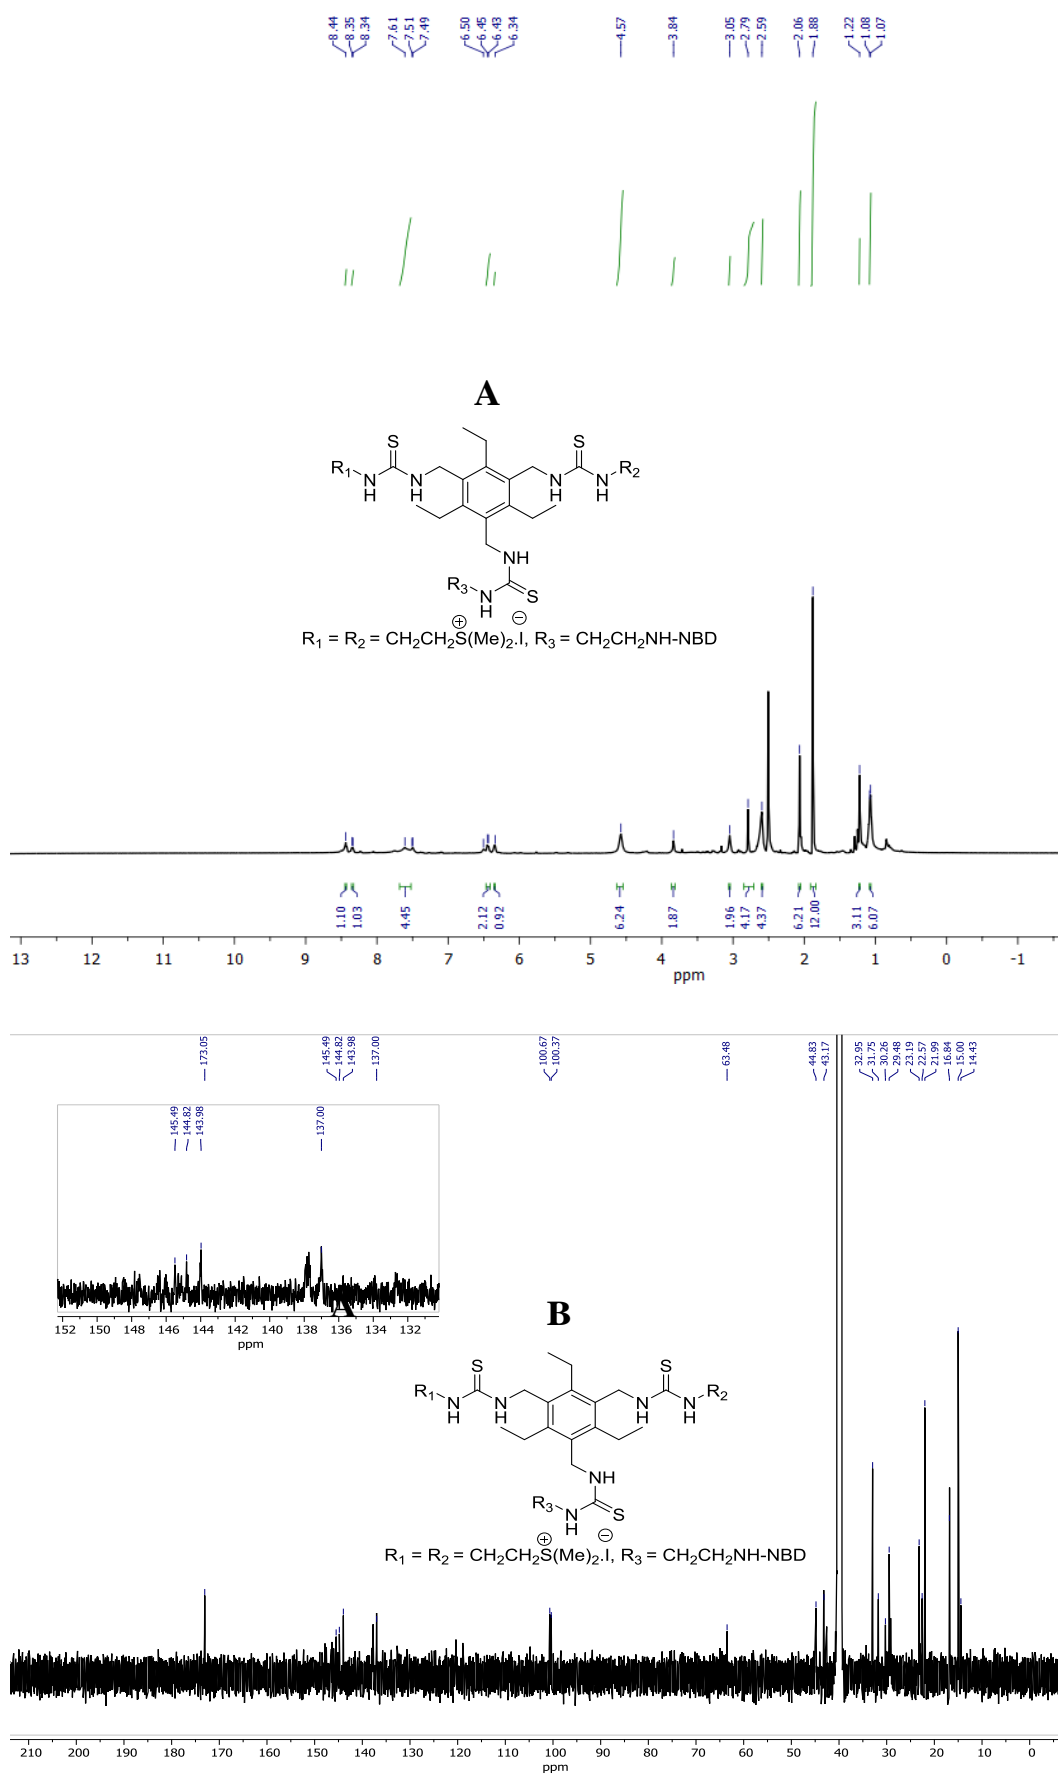 8.44 8.35 8.34 7.61 7.51 7.49 6.50 6.45 6.43 6.34 4.57 3.84 3.05 2.79 2.59 2.06 1.88 1.22 1.08 1.07
A
S S
R1 N H N H N H N H R2
NH
R3 N H S
⊕ ⊖
R1 = R2 = CH2CH2S(Me)2.I, R3 = CH2CH2NH-NBD
1.10 1.03 4.45 2.12 0.92 6.24 1.87 1.96 4.17 4.37 6.21 12.00 3.11 6.07
13 12 11 10 9 8 7 6 5 4 3 2 1 0 -1
ppm
173.05 145.49 144.82 143.98 137.00 100.67 100.37 63.48 44.83 43.17 32.95 31.75 30.26 29.48 23.19 22.57 21.99 16.84 15.00 14.43
145.49 144.82 143.98 137.00
A
152 150 148 146 144 142 140 138 136 134 132
ppm
B
S S
R1 N H N H N H N H R2
NH
R3 N H S
⊕ ⊖
R1 = R2 = CH2CH2S(Me)2.I, R3 = CH2CH2NH-NBD
210 200 190 180 170 160 150 140 130 120 110 100 90 80 70 60 50 40 30 20 10 0
ppm